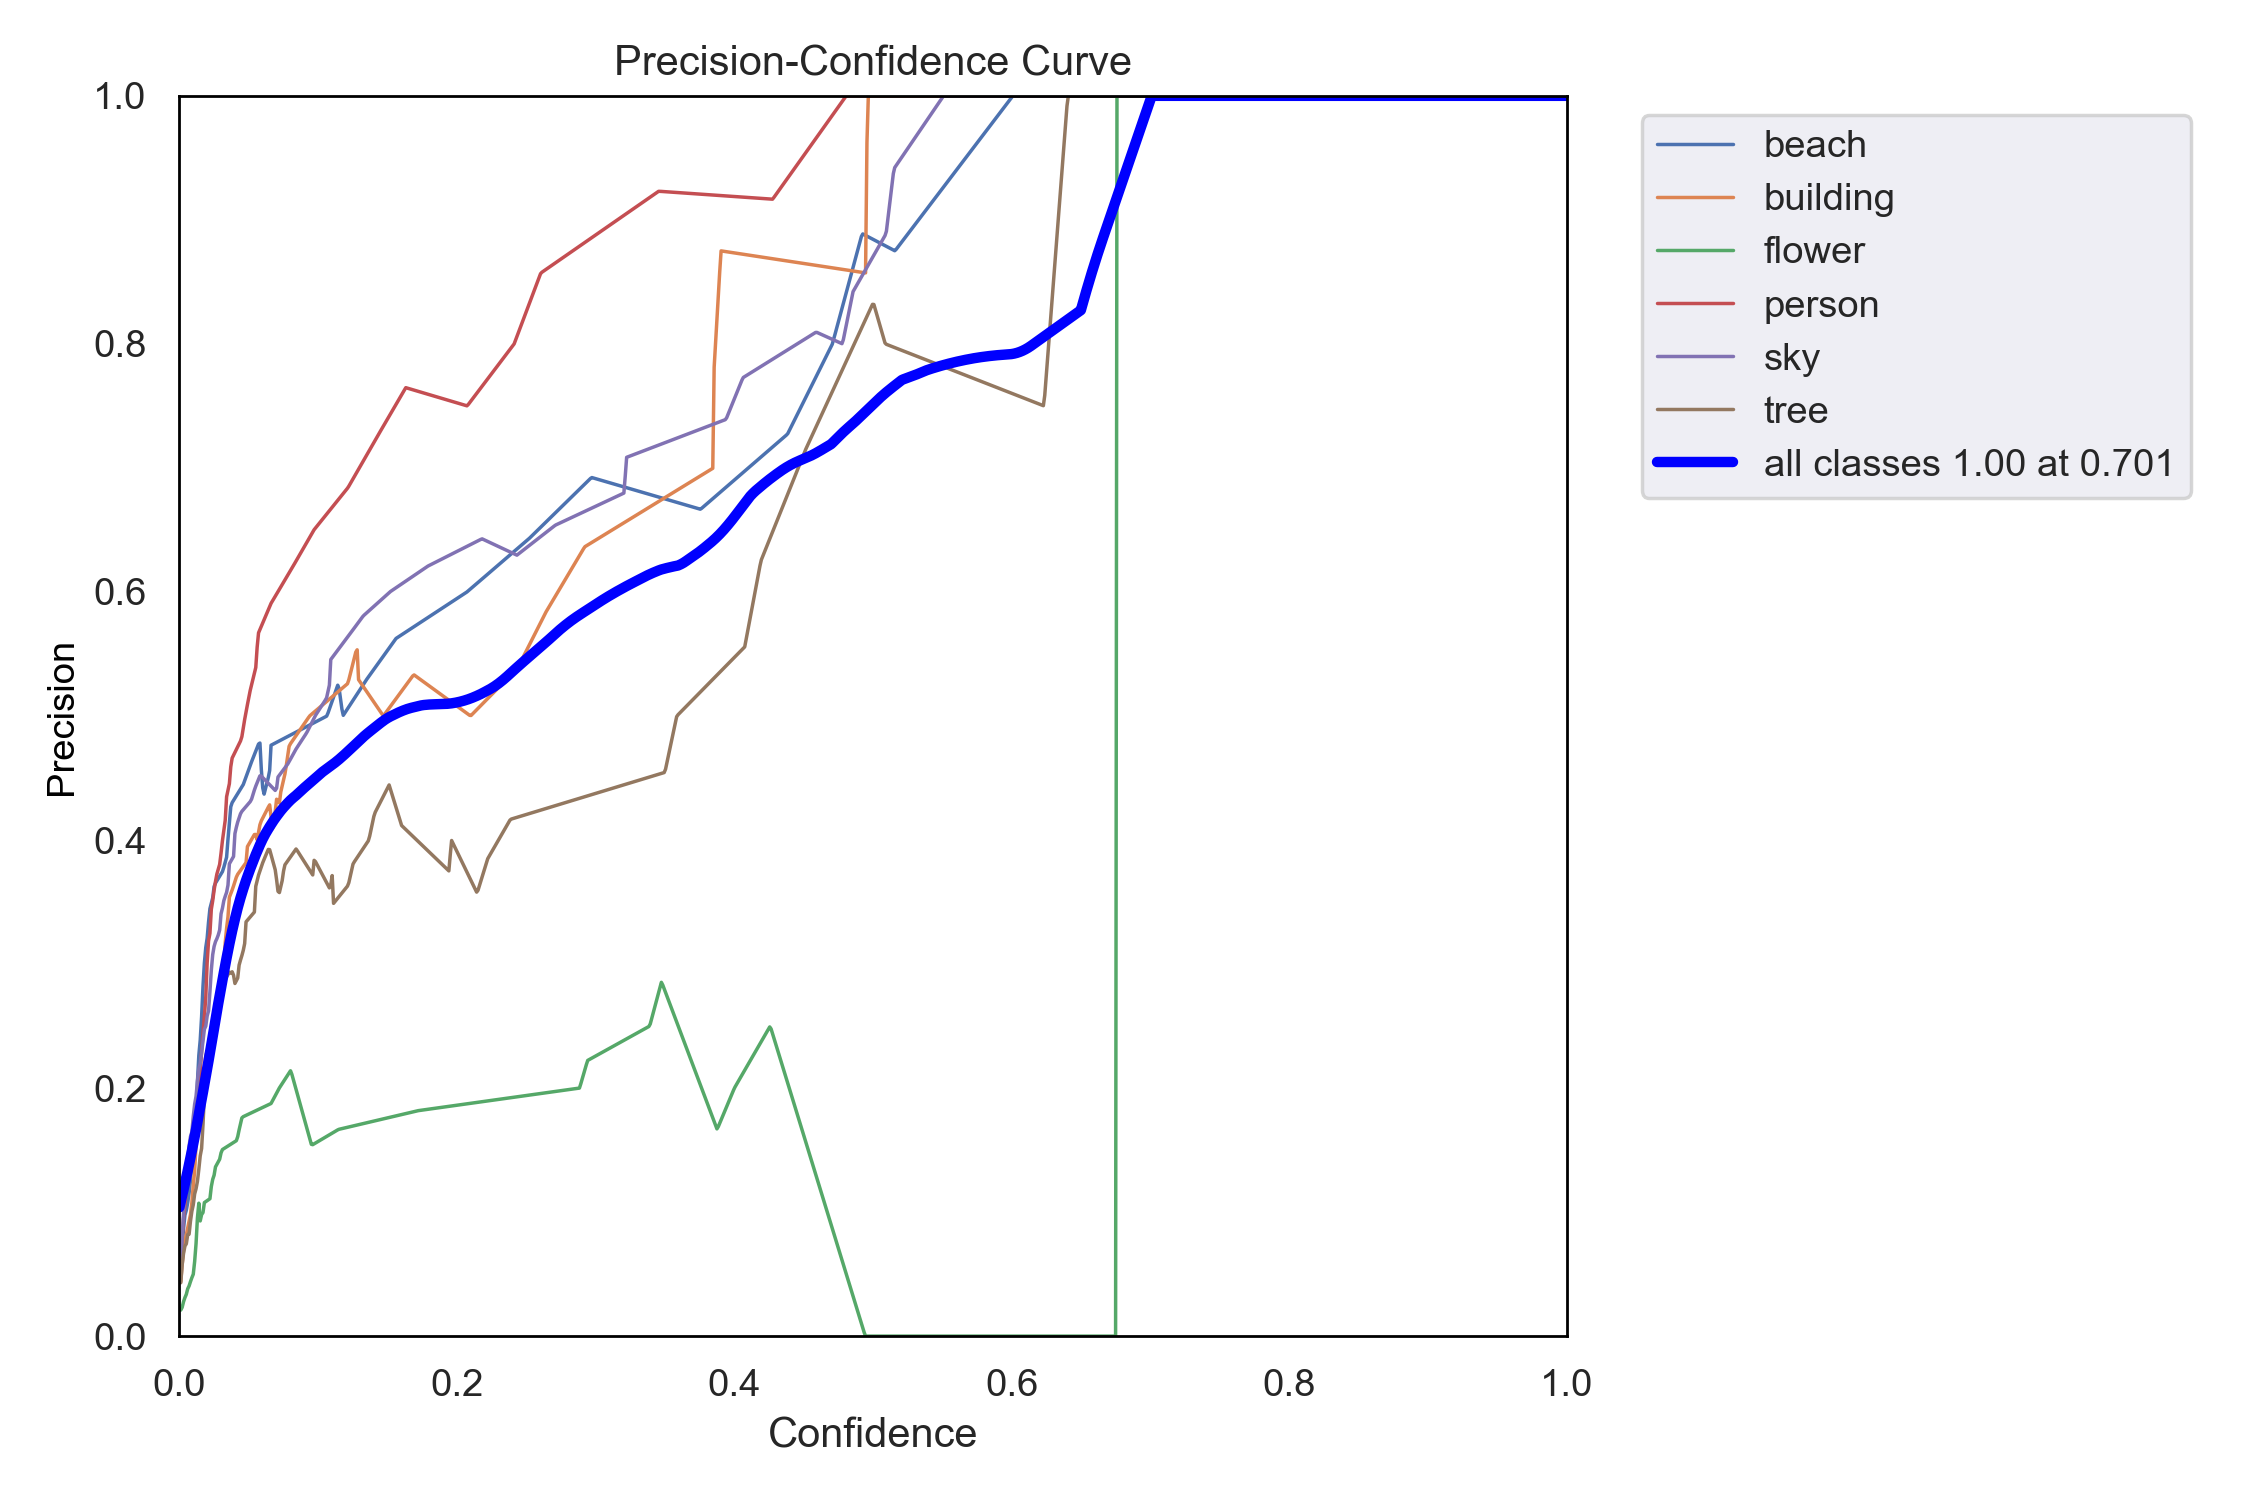 Precision-Confidence Curve
1.0
0.8
0.6
0.4
0.2
0.0
Precision
0.0 0.2 0.4 0.6 0.8 1.0
Confidence
beach
building
flower
person
sky
tree
all classes 1.00 at 0.701